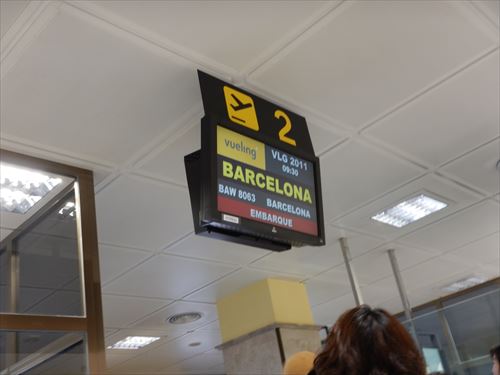 2
vueling VLG 2011
09:30
BARCELONA
BAW 8063 BARCELONA
EMBARQUE